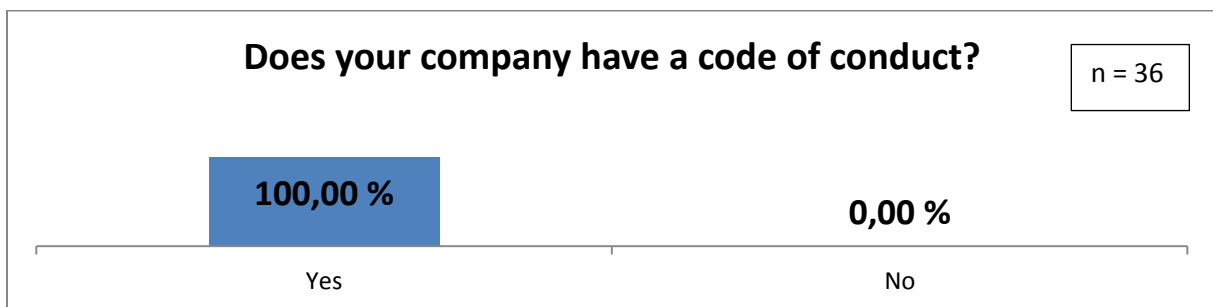 Does your company have a code of conduct?
n = 36
100,00 %
0,00 %
Yes
No